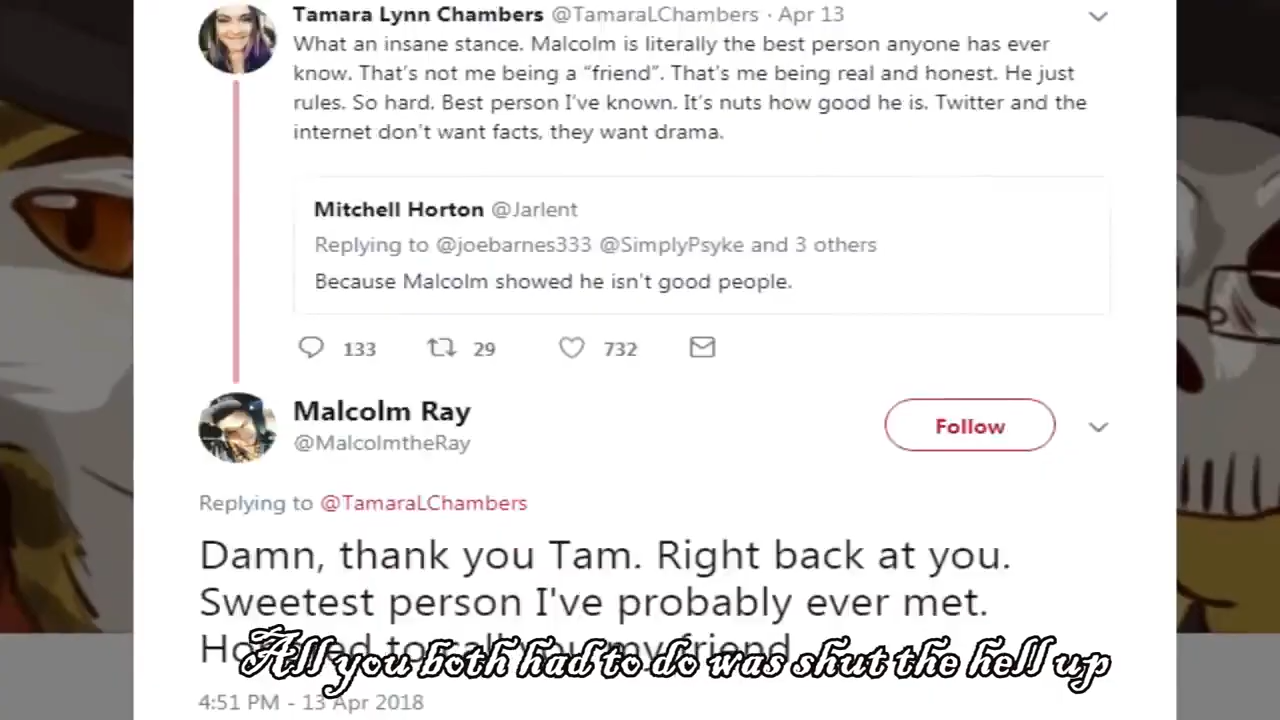 Tamara Lynn Chambers @TamaraLChambers · Apr 13
What an insane stance. Malcolm is literally the best person anyone has ever
know. That's not me being a “friend”. That's me being real and honest. He just
rules. So hard. Best person I've known. It's nuts how good he is. Twitter and the
internet don't want facts, they want drama.
Mitchell Horton @Jarlent
Replying to @joebarnes333 @SimplyPsyke and 3 others
Because Malcolm showed he isn't good people.
133 29 732
Malcolm Ray
@MalcolmtheRay
Follow
Replying to @TamaraLChambers
Damn, thank you Tam. Right back at you.
Sweetest person I've probably ever met.
my friend
All you both had to do was shut the hell up
4:51 PM - 13 Apr 2018